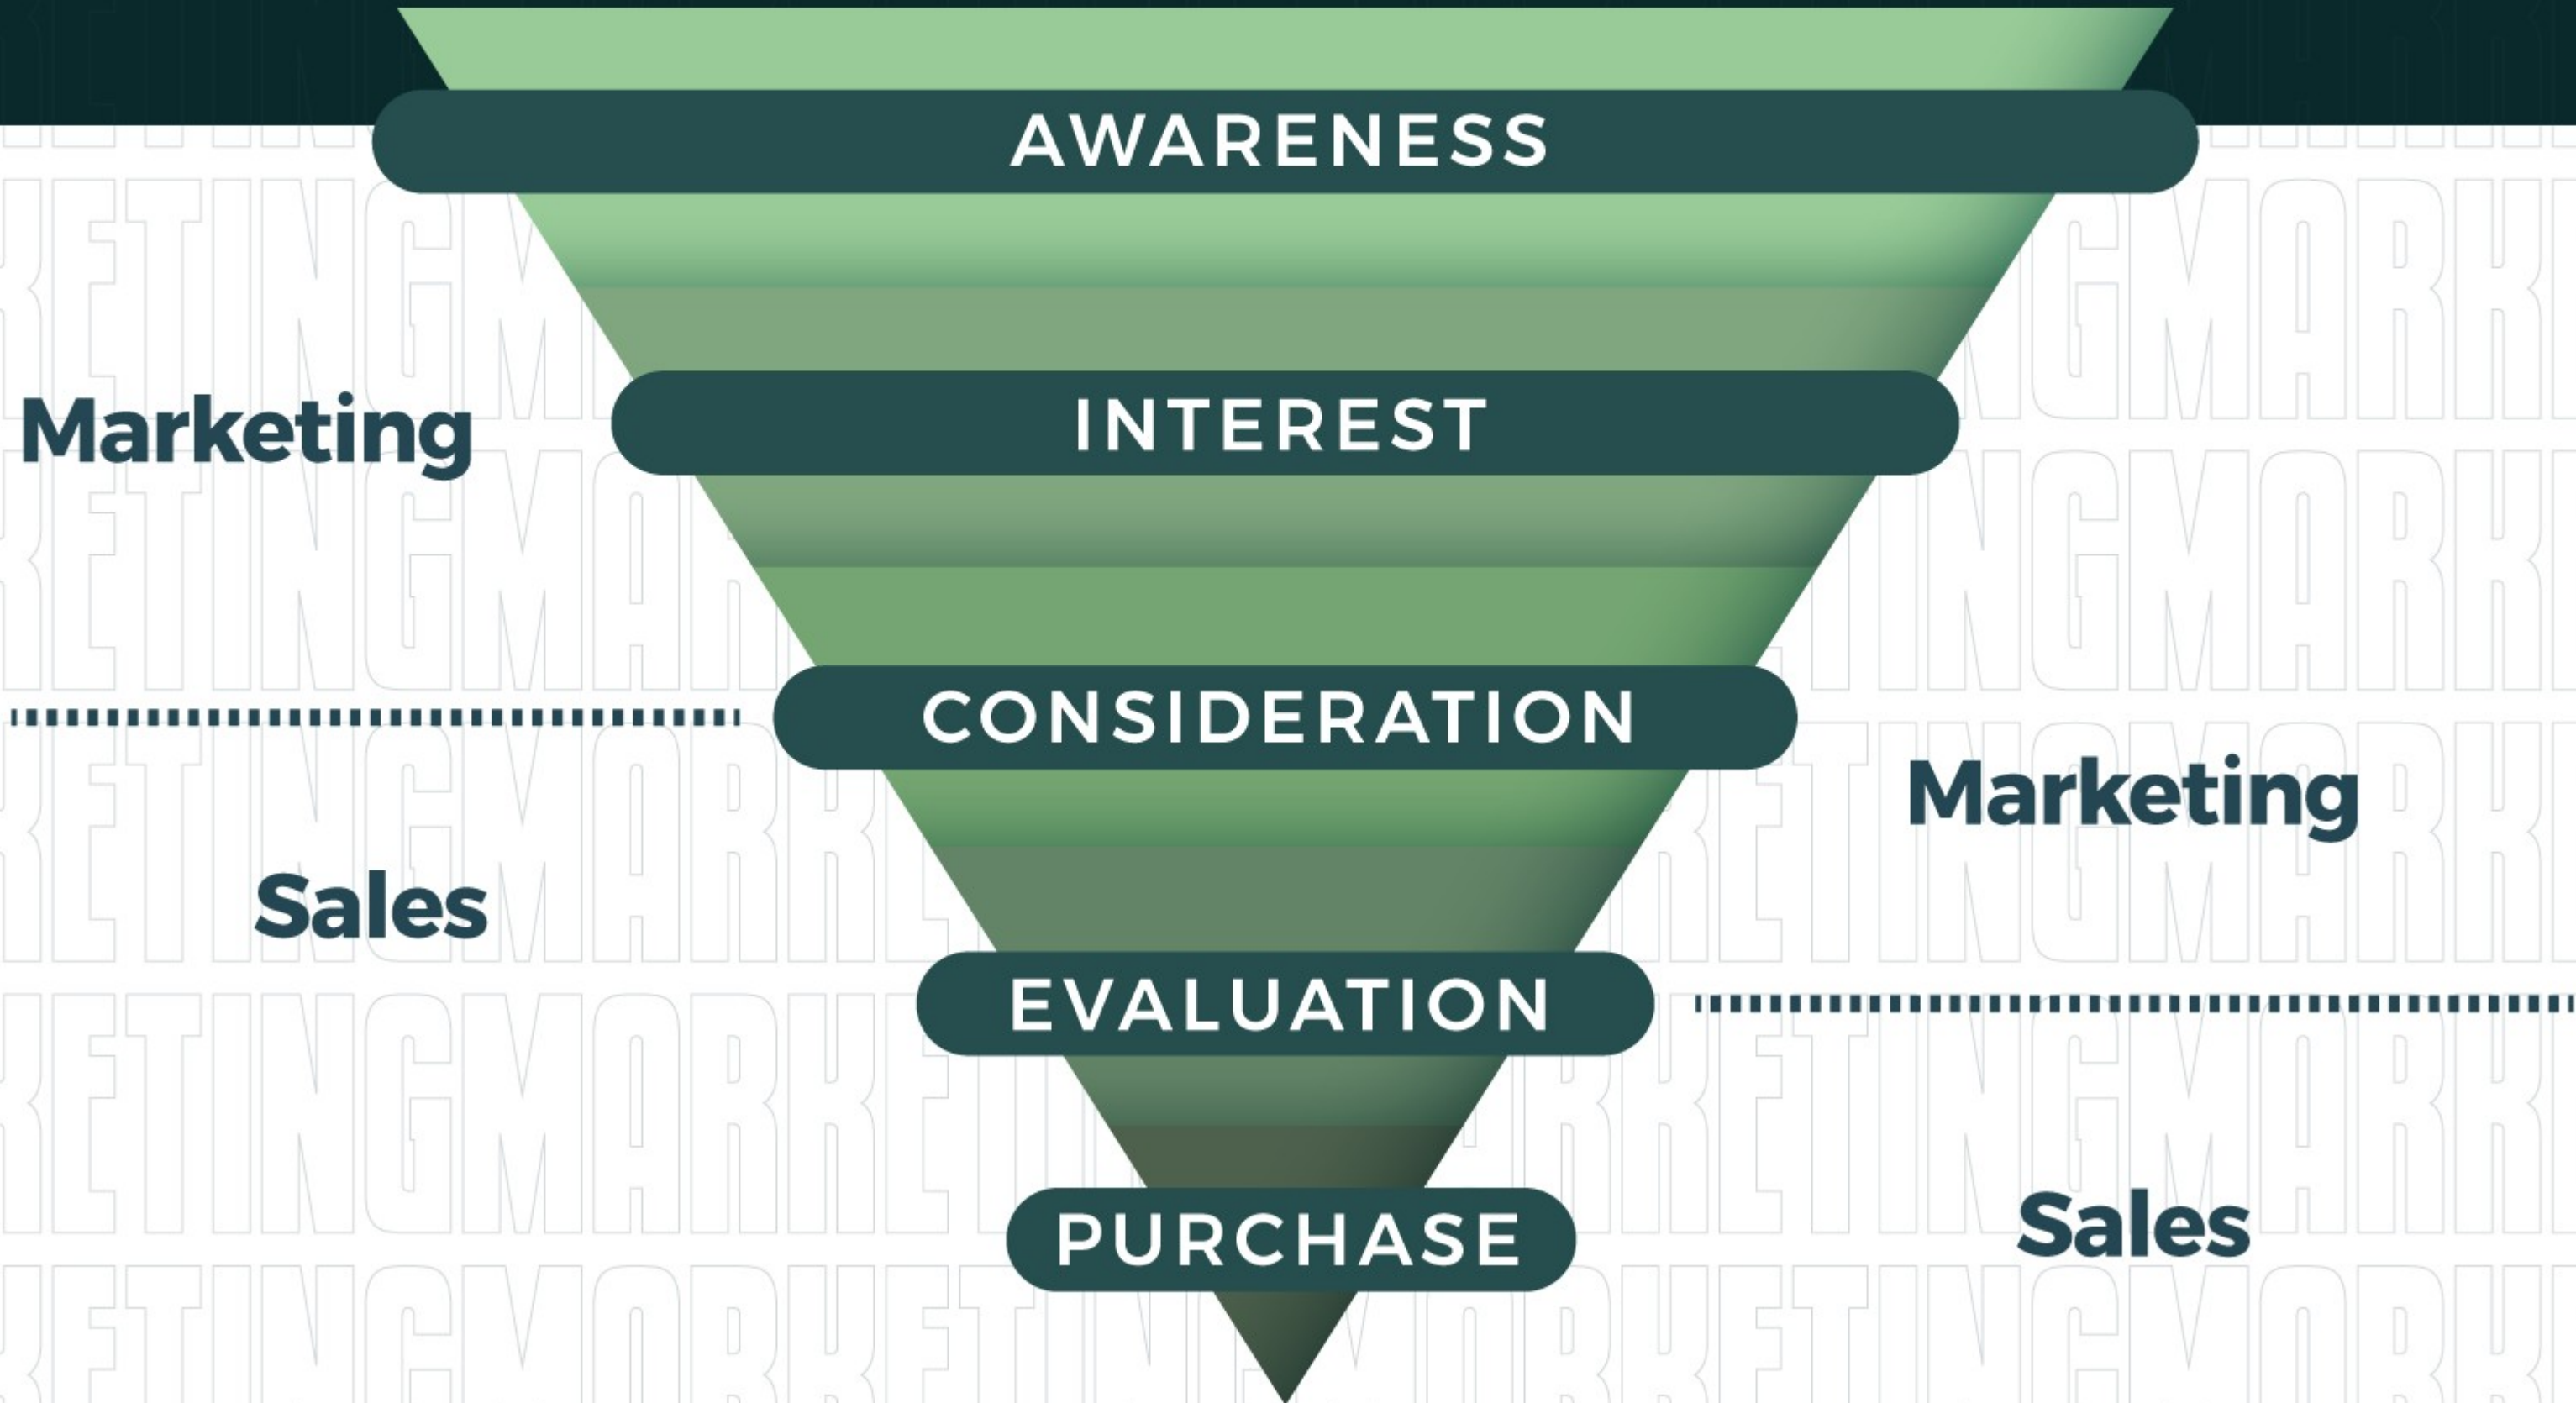 AWARENESS
INTEREST
Marketing
CONSIDERATION
Marketing
Sales
EVALUATION
PURCHASE
Sales